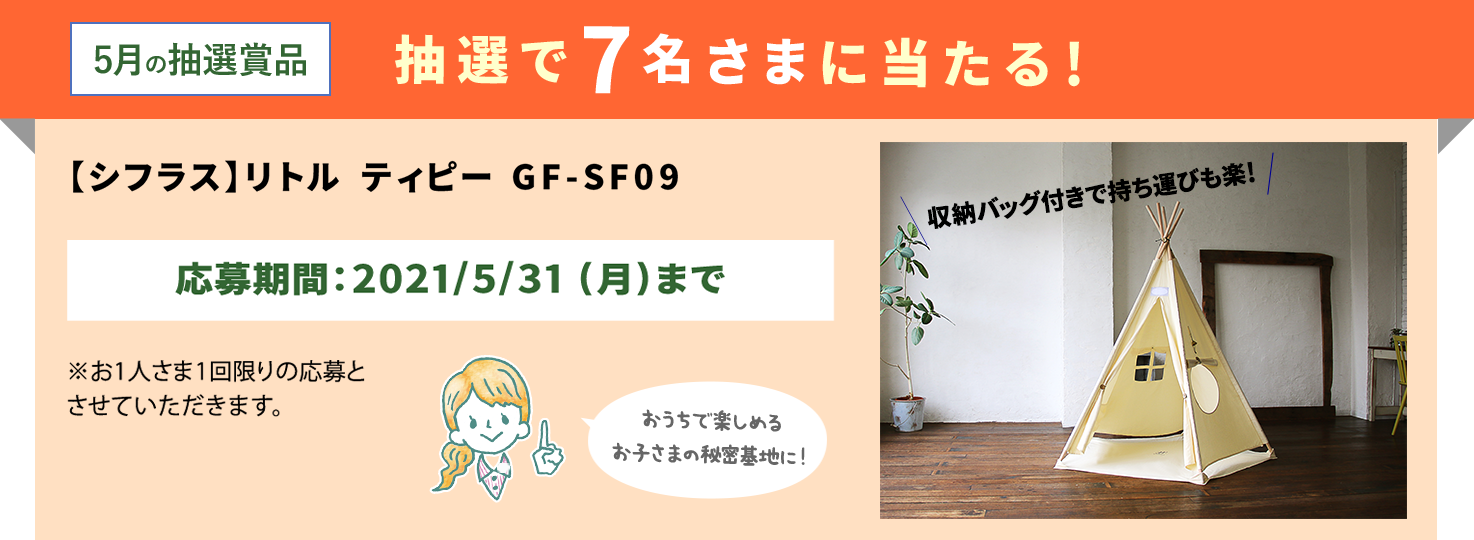 5月の抽選賞品
抽選で7名さまに当たる!
【シフラス】リトル ティピー GF-SF09
応募期間：2021/5/31 (月)まで
※お1人さま1回限りの応募と
させていただきます。
おうちで楽しめる
お子さまの秘密基地に!
収納バッグ付きで持ち運びも楽!